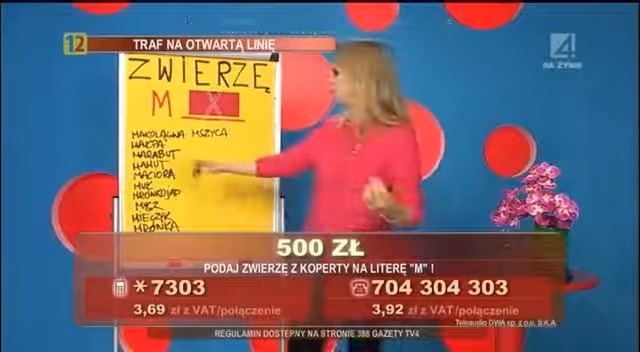 12
TRAF NA OTWARTĄ LINIĘ
4
NA ŻYWO
ZWIERZĘ
M X
MAKOLĄGWA MSZYCA
MAŁPA
MARABUT
MAMUT
MACIORA
MUŁ
MRÓWKOJAD
MYSZ
MIĘCZYK
MRÓWKA
500 ZŁ
PODAJ ZWIERZĘ Z KOPERTY NA LITERĘ "M" !
*7303
704 304 303
3,69 zł z VAT/połączenie
3,92 zł z VAT/połączenie
Teleaudio DWA sp. z o.o. S.K.A.
REGULAMIN DOSTĘPNY NA STRONIE 388 GAZETY TV4